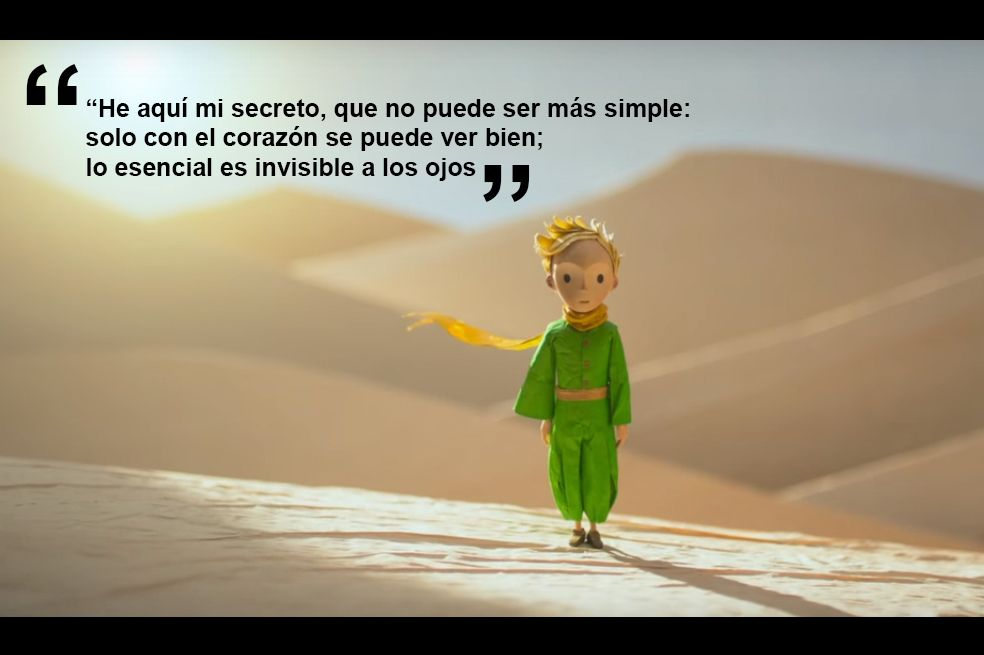 “He aquí mi secreto, que no puede ser más simple:
solo con el corazón se puede ver bien;
lo esencial es invisible a los ojos ”